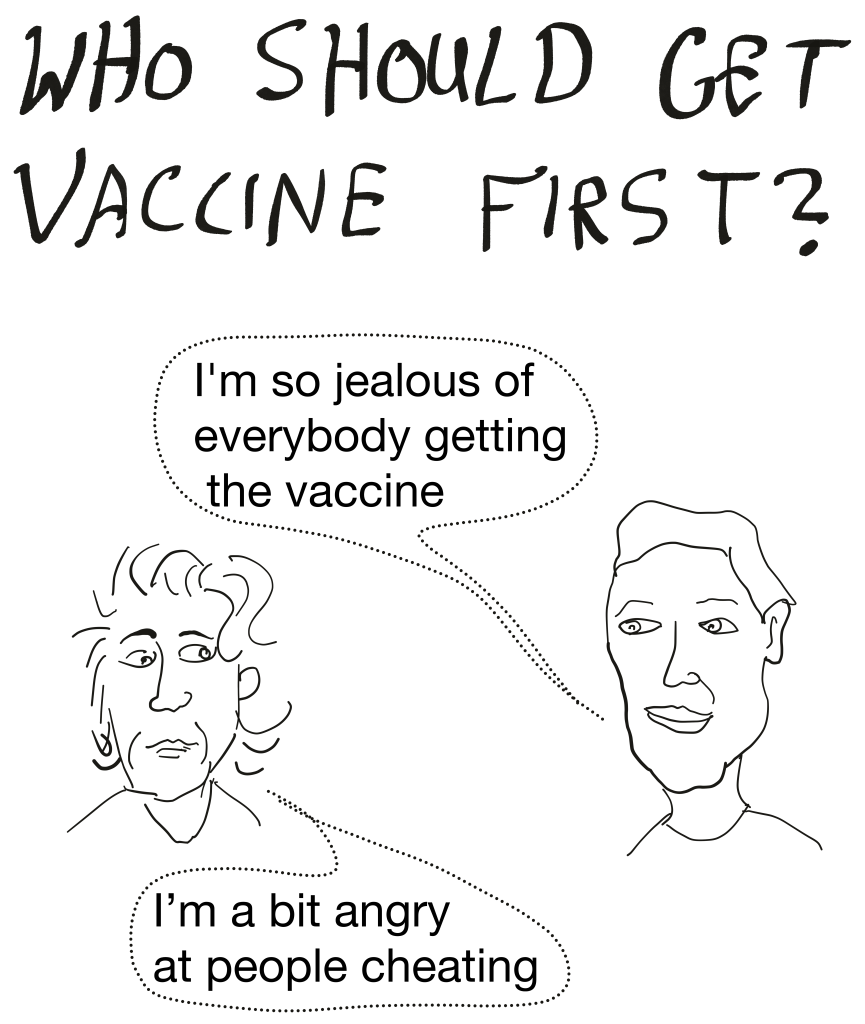 WHO SHOULD GET
VACCINE FIRST?
I'm so jealous of
everybody getting
the vaccine
I’m a bit angry
at people cheating